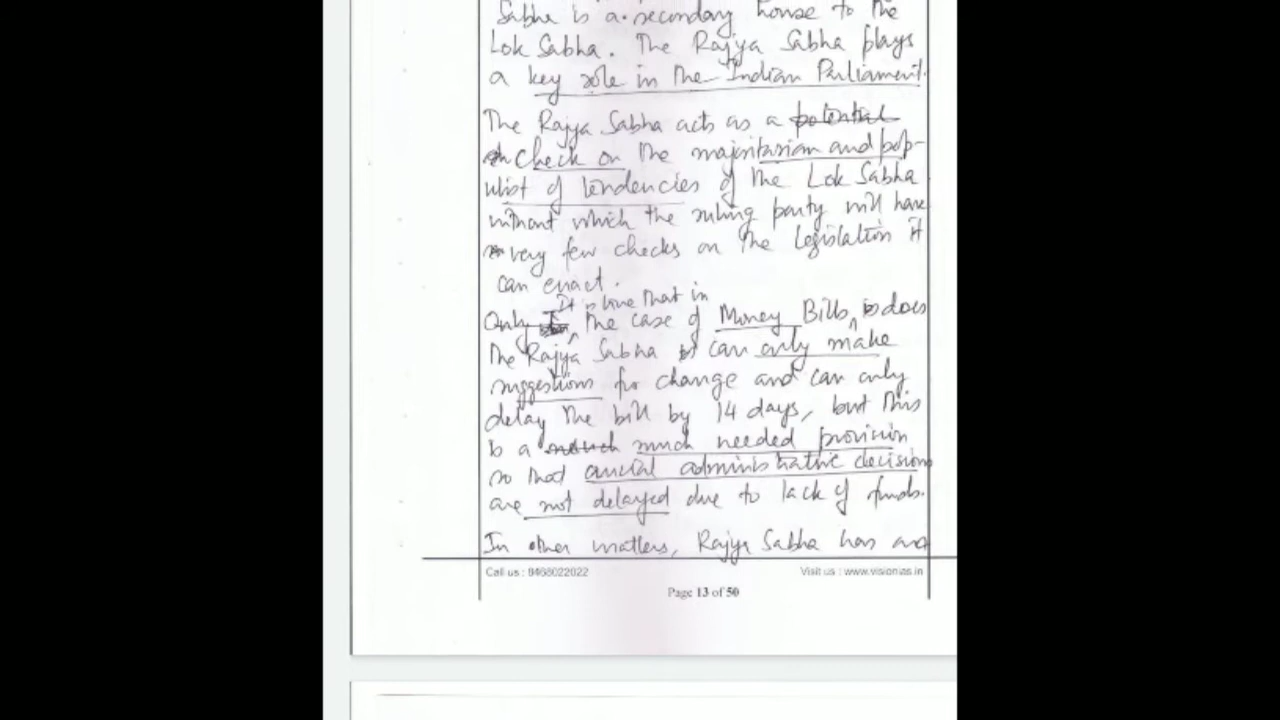 Sabha is a secondary house to the
Lok Sabha. The Rajya Sabha plays
a key role in the Indian Parliament.
The Rajya Sabha acts as a potential
check on the majoritarian and pop-
ulist of tendencies of the Lok Sabha
without which the ruling party will have
very few checks on the legislation it
can enact.
It is true that in
Only the case of Money Bills, does
the Rajya Sabha can only make
suggestions for change and can only
delay the bill by 14 days, but this
is a much needed provision
so that crucial administrative decision
are not delayed due to lack of funds.
In other matters, Rajya Sabha has
Call us : 8468022022 Visit us : www.visionias.in
Page 13 of 50